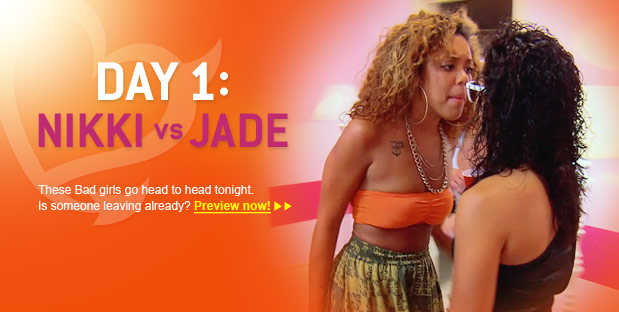 DAY 1:
NIKKI vs JADE
These Bad girls go head to head tonight.
Is someone leaving already? Preview now!